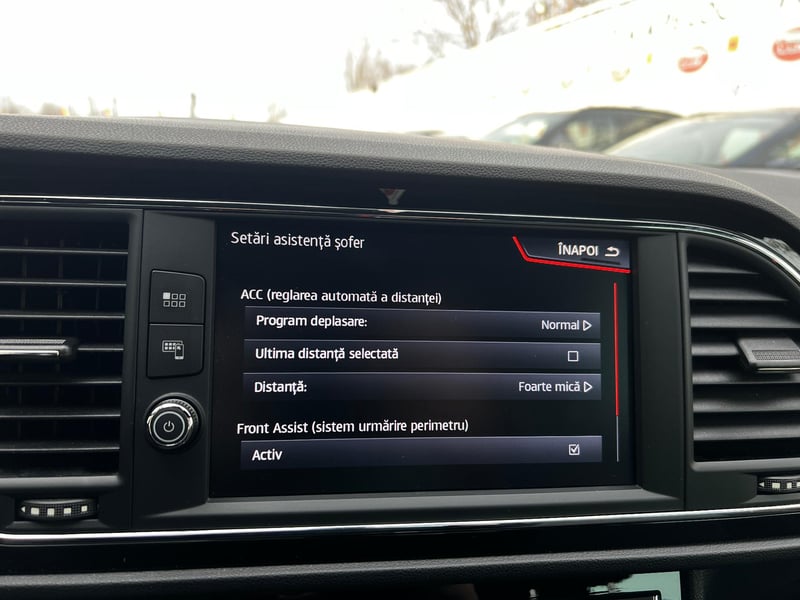 Setări asistență șofer
ÎNAPOI
ACC (reglarea automată a distanței)
Program deplasare:
Normal
Ultima distanță selectată
Distanță:
Foarte mică
Front Assist (sistem urmărire perimetru)
Activ